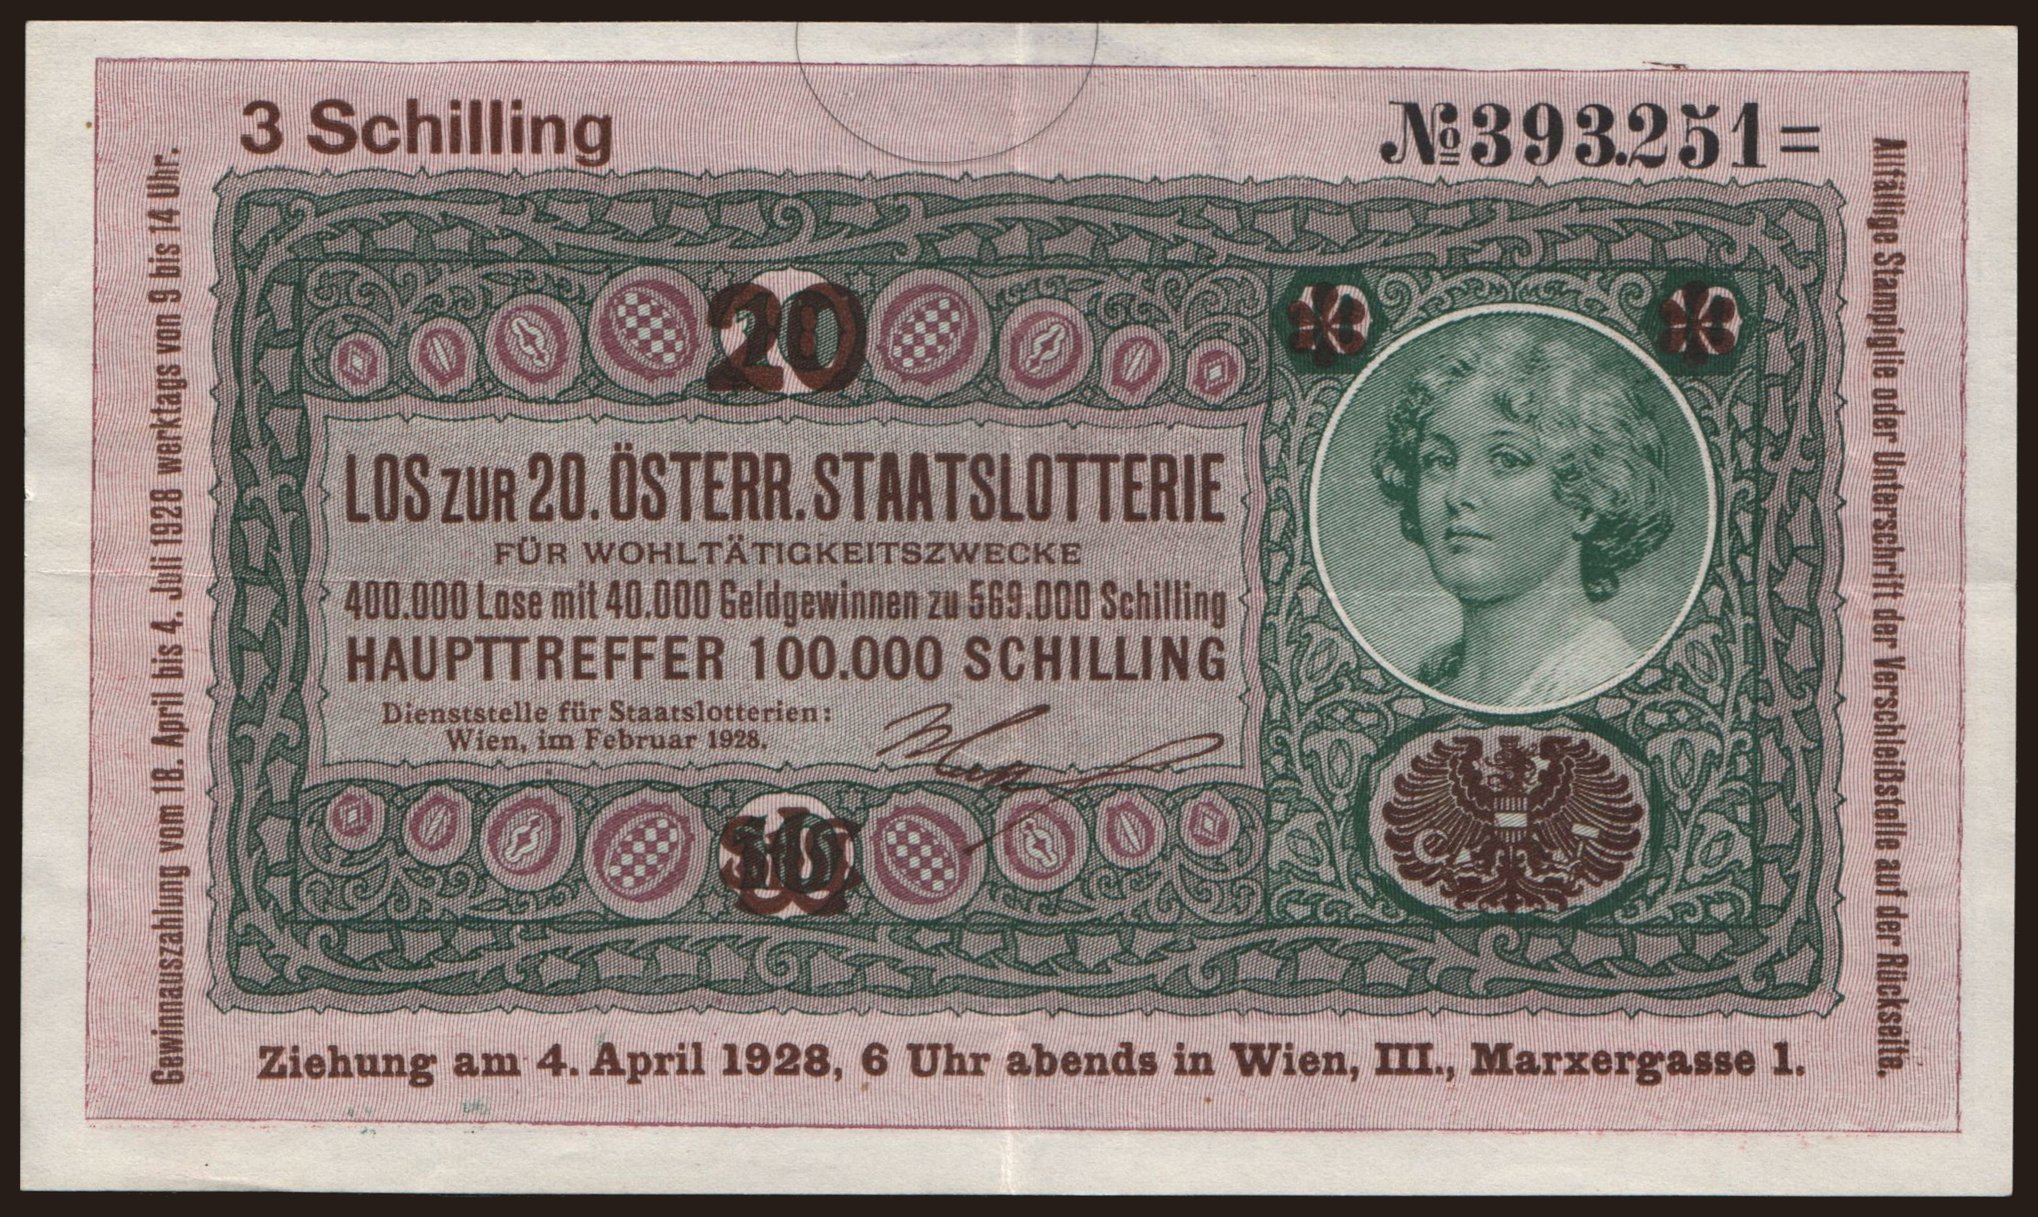 3 Schilling
№ 393.251=
Gewinnauszahlung vom 18. April bis 4. Juli 1928 werktags von 9 bis 14 Uhr.
20
LOS ZUR 20. ÖSTERR. STAATSLOTTERIE
FÜR WOHLTÄTIGKEITSZWECKE
400.000 Lose mit 40.000 Geldgewinnen zu 569.000 Schilling
HAUPTTREFFER 100.000 SCHILLING
Dienststelle für Staatslotterien:
Wien, im Februar 1928.
Ziehung am 4. April 1928, 6 Uhr abends in Wien, III., Marxergasse 1.
Allfällige Stampiglie oder Unterschrift der Verschleißstelle auf der Rückseite.